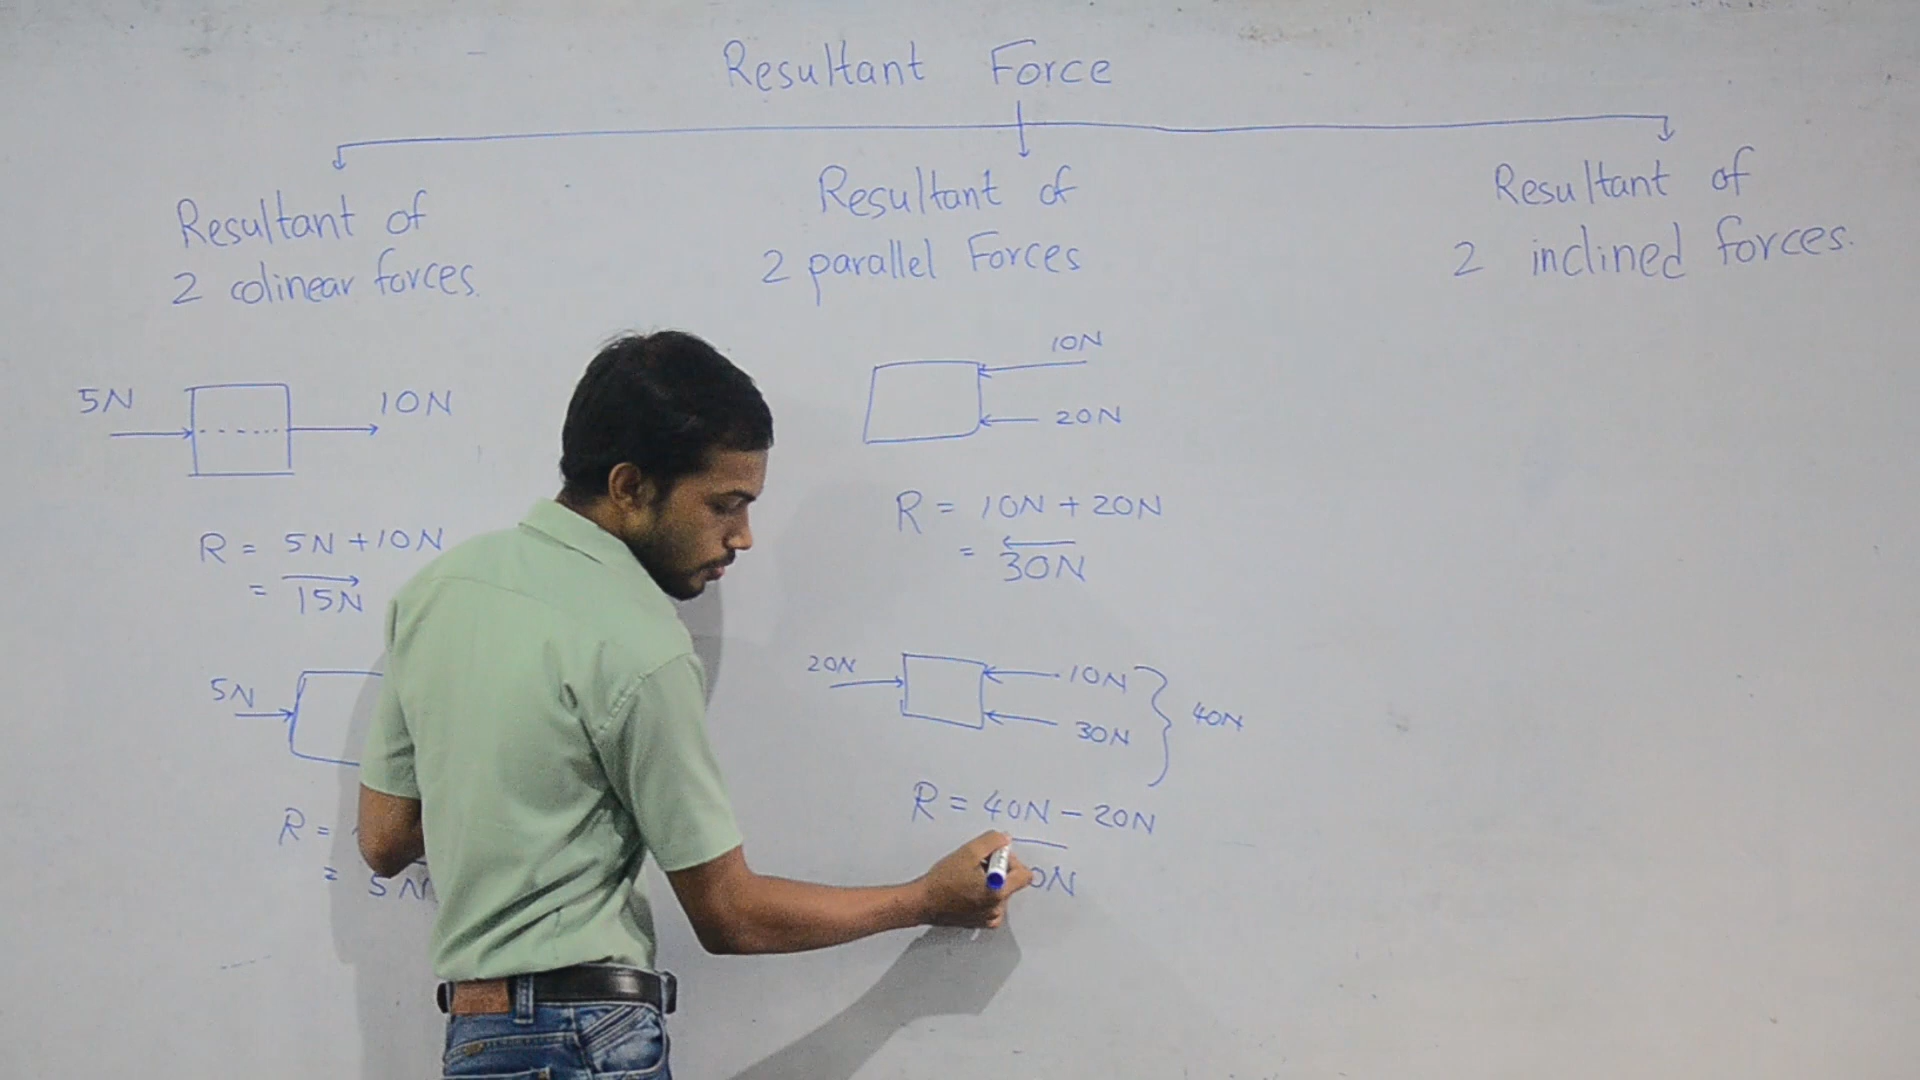 Resultant Force
Resultant of
2 colinear forces.
5N 10N
R = 5N+10N
= 15N
5N
R =
= 5N
Resultant of
2 parallel Forces
10N
20N
R = 10N + 20N
= 30N
20N 10N
30N
40N
R = 40N - 20N
0N
Resultant of
2 inclined forces.